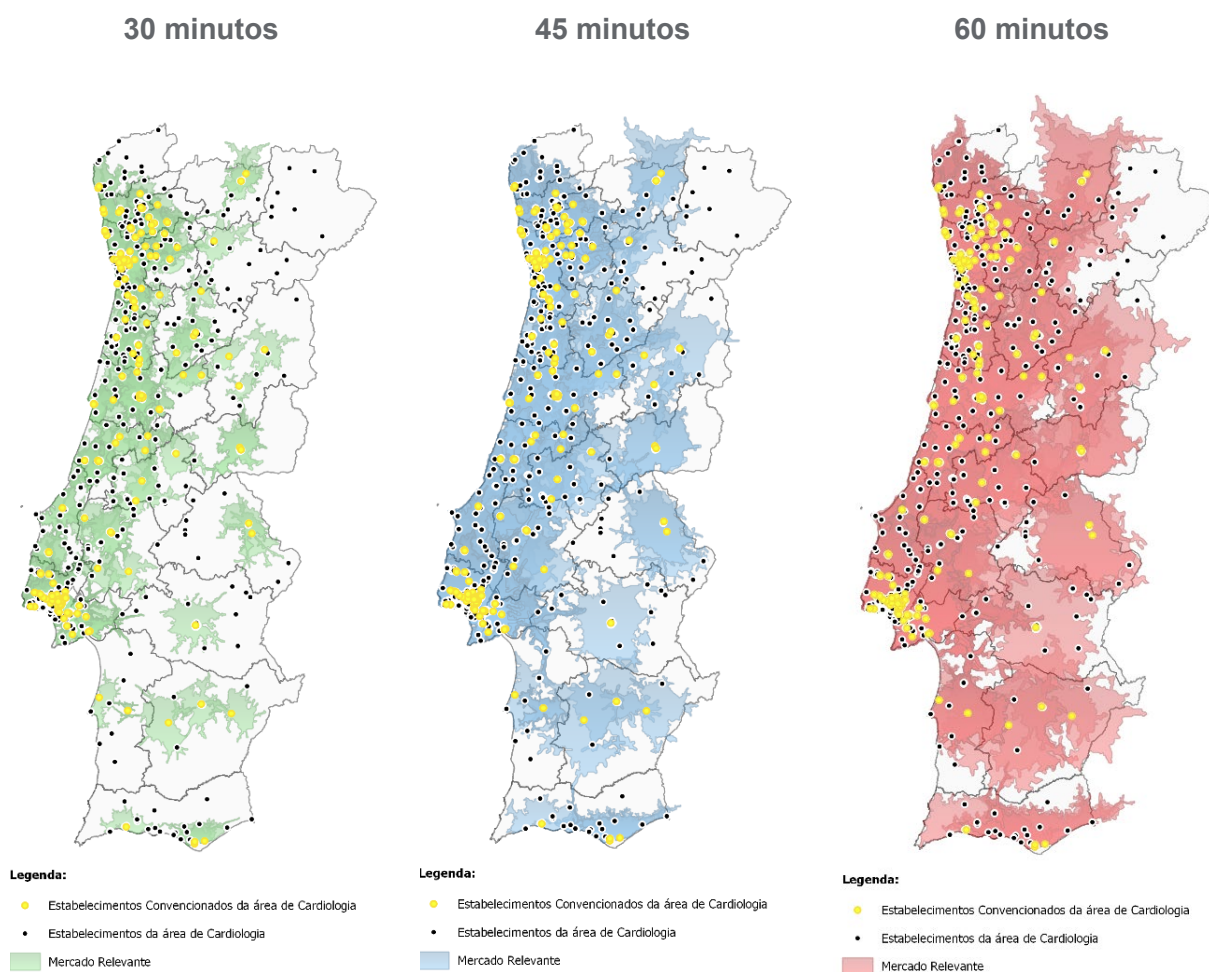 30 minutos
45 minutos
60 minutos
Legenda:
Estabelecimentos Convencionados da área de Cardiologia
Estabelecimentos da área de Cardiologia
Mercado Relevante
Legenda:
Estabelecimentos Convencionados da área de Cardiologia
Estabelecimentos da área de Cardiologia
Mercado Relevante
Legenda:
Estabelecimentos Convencionados da área de Cardiologia
Estabelecimentos da área de Cardiologia
Mercado Relevante